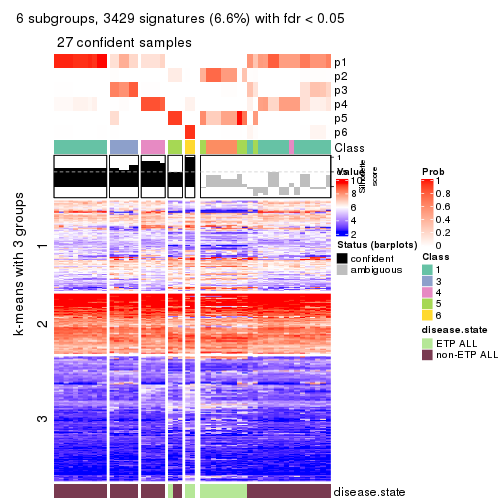 6 subgroups, 3429 signatures (6.6%) with fdr < 0.05
27 confident samples
p1
p2
p3
p4
p5
p6
Class
1
Silhouette
score
k-means with 3 groups
1
2
3
disease.state
Value
10
8
6
4
2
Status (barplots)
confident
ambiguous
Prob
1
0.8
0.6
0.4
0.2
0
Class
1
3
4
5
6
disease.state
ETP ALL
non-ETP ALL